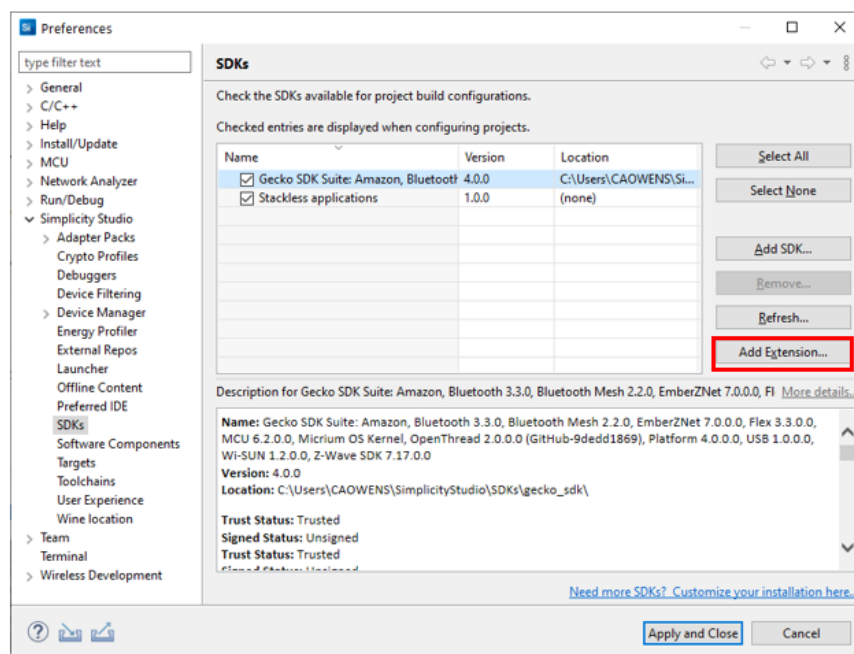 Preferences
type filter text
SDKs
General
C/C++
Help
Install/Update
MCU
Network Analyzer
Run/Debug
Simplicity Studio
Adapter Packs
Crypto Profiles
Debuggers
Device Filtering
Device Manager
Energy Profiler
External Repos
Launcher
Offline Content
Preferred IDE
SDKs
Software Components
Targets
Toolchains
User Experience
Wine location
Team
Terminal
Wireless Development
Check the SDKs available for project build configurations.
Checked entries are displayed when configuring projects.
Name Version Location
Gecko SDK Suite: Amazon, Bluetooth 4.0.0 C:\Users\CAOWENS\Si...
Stackless applications 1.0.0 (none)
Select All
Select None
Add SDK...
Remove...
Refresh...
Add Extension...
Description for Gecko SDK Suite: Amazon, Bluetooth 3.3.0, Bluetooth Mesh 2.2.0, EmberZNet 7.0.0.0, Fl More details..
Name: Gecko SDK Suite: Amazon, Bluetooth 3.3.0, Bluetooth Mesh 2.2.0, EmberZNet 7.0.0.0, Flex 3.3.0.0,
MCU 6.2.0.0, Micrium OS Kernel, OpenThread 2.0.0.0 (GitHub-9dedd1869), Platform 4.0.0.0, USB 1.0.0.0,
Wi-SUN 1.2.0.0, Z-Wave SDK 7.17.0.0
Version: 4.0.0
Location: C:\Users\CAOWENS\SimplicityStudio\SDKs\gecko_sdk\
Trust Status: Trusted
Signed Status: Unsigned
Trust Status: Trusted
Signed Status: Unsigned
Need more SDKs? Customize your installation here..
Apply and Close
Cancel